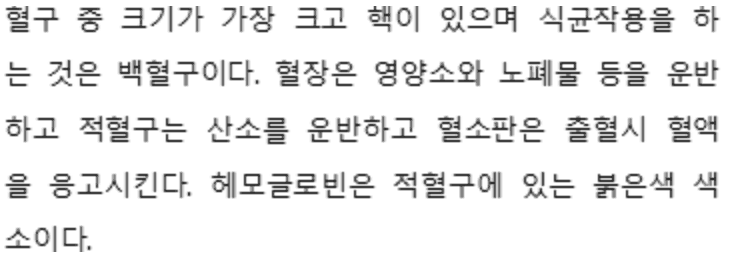 혈구 중 크기가 가장 크고 핵이 있으며 식균작용을 하
는 것은 백혈구이다. 혈장은 영양소와 노폐물 등을 운반
하고 적혈구는 산소를 운반하고 혈소판은 출혈시 혈액
을 응고시킨다. 헤모글로빈은 적혈구에 있는 붉은색 색
소이다.